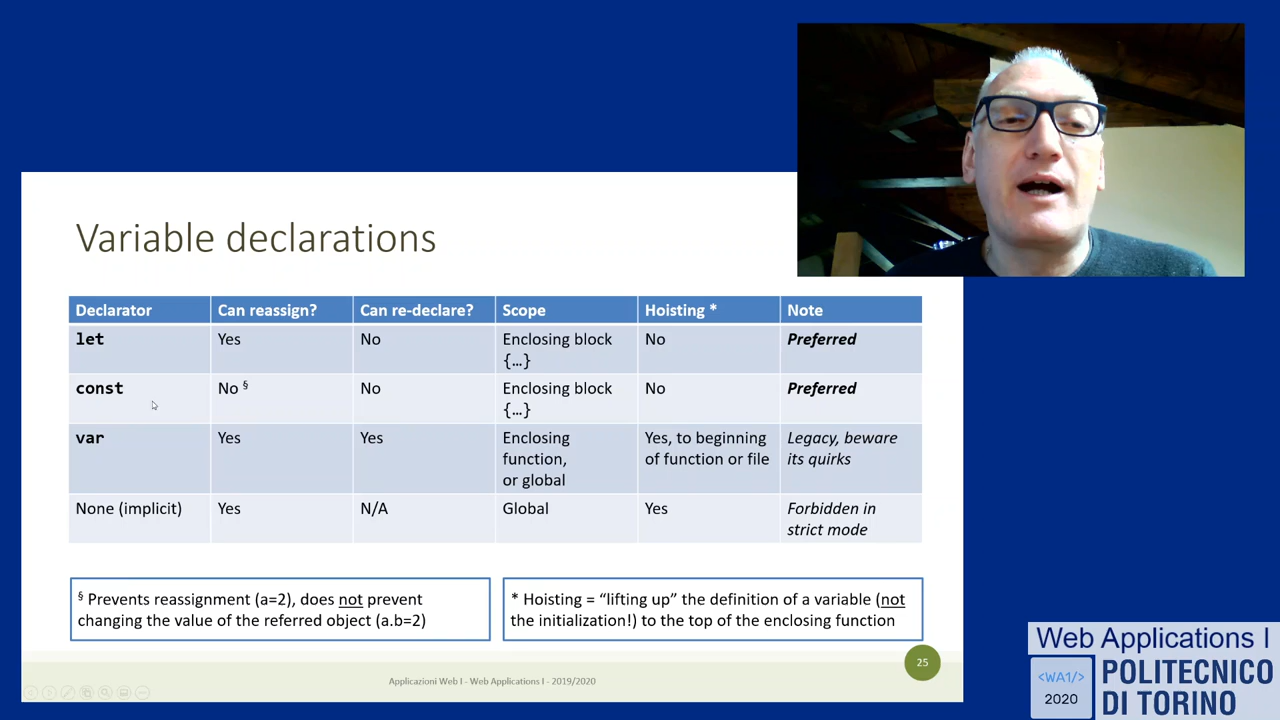 Variable declarations
Declarator Can reassign? Can re-declare? Scope Hoisting * Note
let Yes No Enclosing block No Preferred
{…}
const No § No Enclosing block No Preferred
{…}
var Yes Yes Enclosing Yes, to beginning Legacy, beware
function, of function or file its quirks
or global
None (implicit) Yes N/A Global Yes Forbidden in
strict mode
§ Prevents reassignment (a=2), does not prevent
changing the value of the referred object (a.b=2)
* Hoisting = “lifting up” the definition of a variable (not
the initialization!) to the top of the enclosing function
25
Applicazioni Web I - Web Applications I - 2019/2020
Web Applications I
<WA1/>
2020
POLITECNICO
DI TORINO